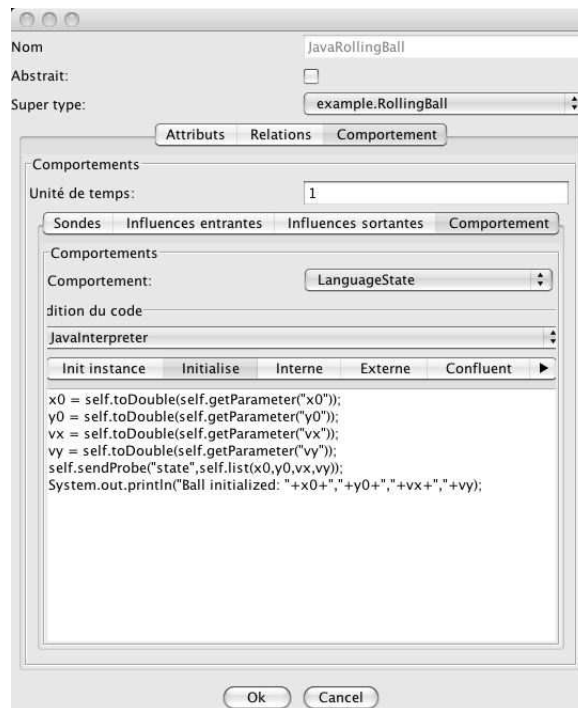 Nom JavaRollingBall
Abstrait:
Super type: example.RollingBall
Attributs Relations Comportement
Comportements
Unité de temps: 1
Sondes Influences entrantes Influences sortantes Comportement
Comportements
Comportement: LanguageState
dition du code
JavaInterpreter
Init instance Initialise Interne Externe Confluent
x0 = self.toDouble(self.getParameter("x0"));
y0 = self.toDouble(self.getParameter("y0"));
vx = self.toDouble(self.getParameter("vx"));
vy = self.toDouble(self.getParameter("vy"));
self.sendProbe("state",self.list(x0,y0,vx,vy));
System.out.println("Ball initialized: "+x0+","+y0+","+vx+","+vy);
Ok Cancel